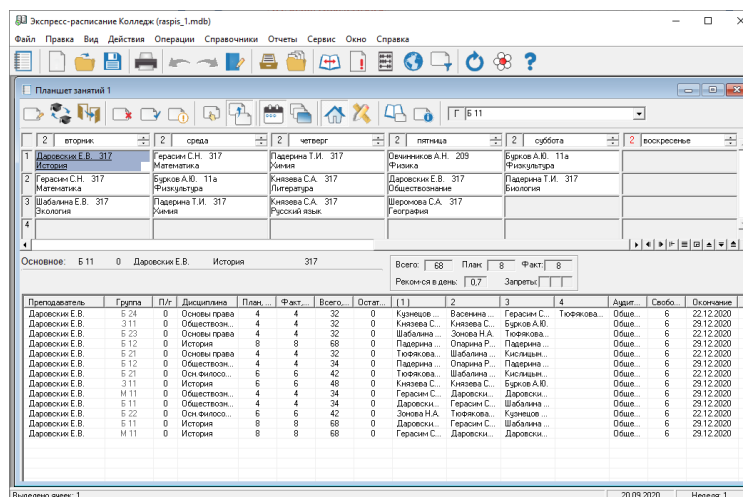 Экспресс-расписание Колледж (raspis_1.mdb)
Файл Правка Вид Действия Операции Справочники Отчеты Сервис Окно Справка
Планшет занятий 1
Г Б 11
2 вторник 2 среда 2 четверг 2 пятница 2 суббота 2 воскресенье
1 Даровских Е.В. 317 Герасим С.Н. 317 Падерина Т.И. 317 Овчинников А.Н. 209 Бурков А.Ю. 11а
История Математика Химия Физика Физкультура
2 Герасим С.Н. 317 Бурков А.Ю. 11а Князева С.А. 317 Даровских Е.В. 317 Падерина Т.И. 317
Математика Физкультура Литература Обществознание Биология
3 Шабалина Е.В. 317 Падерина Т.И. 317 Князева С.А. 317 Шеромова С.А. 317
Экология Химия Русский язык География
4
Основное: Б 11 0 Даровских Е.В. История 317 Всего: 68 План: 8 Факт: 8
Реком-ся в день: 0,7 Запреты:
Преподаватель Группа П/г Дисциплина План, ... Факт,... Всего,... Остат... ( 1 ) 2 3 4 Аудит... Свобо... Окончание
Даровских Е.В. Б 24 0 Основы права 4 4 32 0 Кузнецов ... Васенина ... Герасим С... Тюфякова... Обще... 6 22.12.2020
Даровских Е.В. З 11 0 Обществозн... 4 4 32 0 Князева С... Князева С... Бурков А.Ю. Обще... 6 29.12.2020
Даровских Е.В. Б 23 0 Основы права 4 4 32 0 Шабалина ... Зонова Н.А. Тюфякова... Обще... 6 22.12.2020
Даровских Е.В. Б 12 0 История 8 8 68 0 Падерина ... Опарина Р... Падерина ... Обще... 6 29.12.2020
Даровских Е.В. Б 21 0 Основы права 4 4 32 0 Тюфякова... Шабалина ... Кислицын... Обще... 6 22.12.2020
Даровских Е.В. Б 12 0 Обществозн... 4 4 34 0 Падерина ... Опарина Р... Падерина ... Обще... 6 29.12.2020
Даровских Е.В. Б 21 0 Осн.филосо... 6 6 42 0 Тюфякова... Шабалина ... Кислицын... Обще... 6 22.12.2020
Даровских Е.В. З 11 0 История 6 6 48 0 Князева С... Князева С... Бурков А.Ю. Обще... 6 29.12.2020
Даровских Е.В. М 11 0 Обществозн... 4 4 34 0 Герасим С... Даровски... Даровски... Обще... 6 29.12.2020
Даровских Е.В. Б 11 0 Обществозн... 4 4 34 0 Даровски... Герасим С... Шабалина ... Обще... 6 29.12.2020
Даровских Е.В. Б 22 0 Осн.филосо... 6 6 42 0 Зонова Н.А. Тюфякова... Кузнецов ... Обще... 6 22.12.2020
Даровских Е.В. Б 11 0 История 8 8 68 0 Даровски... Герасим С... Шабалина ... Обще... 6 29.12.2020
Даровских Е.В. М 11 0 История 8 8 68 0 Герасим С... Даровски... Даровски... Обще... 6 29.12.2020
Выделено ячеек: 1 20.09.2020 Неделя: 1